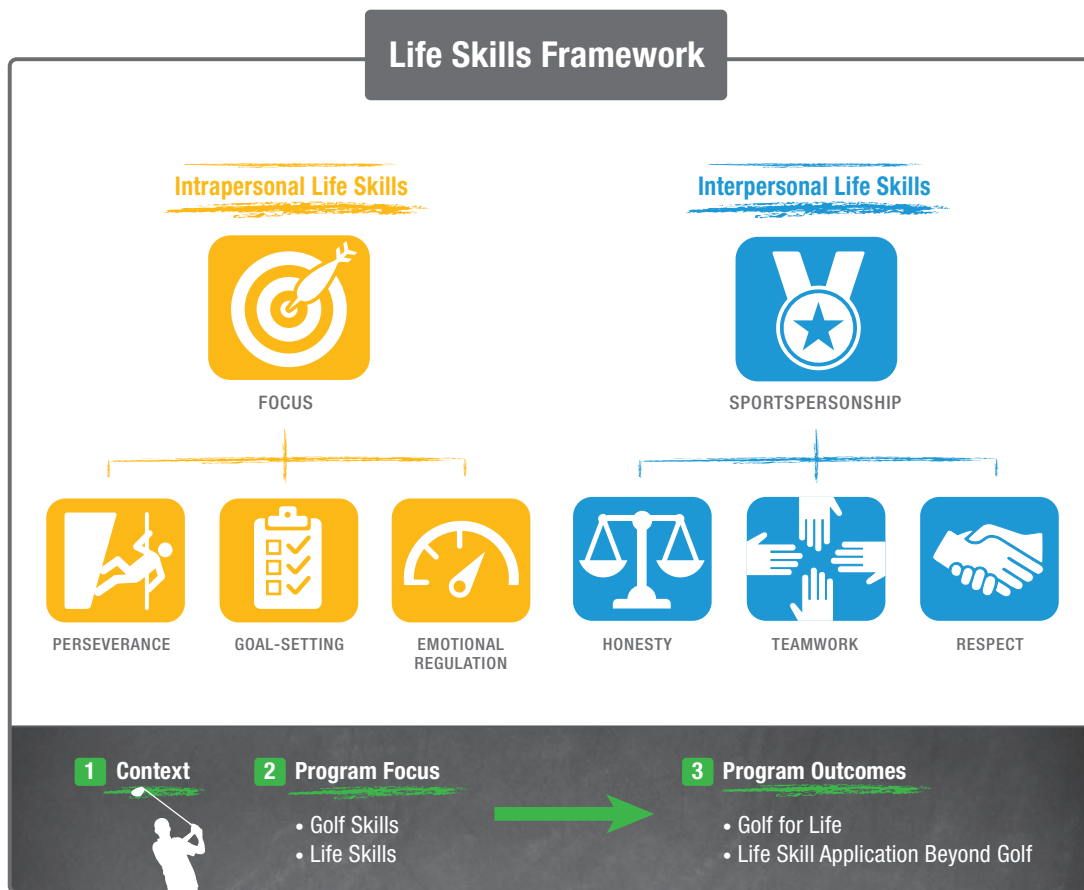 Life Skills Framework
Intrapersonal Life Skills
FOCUS
PERSEVERANCE
GOAL-SETTING
EMOTIONAL
REGULATION
Interpersonal Life Skills
SPORTSPERSONSHIP
HONESTY
TEAMWORK
RESPECT
1 Context
2 Program Focus
• Golf Skills
• Life Skills
3 Program Outcomes
• Golf for Life
• Life Skill Application Beyond Golf